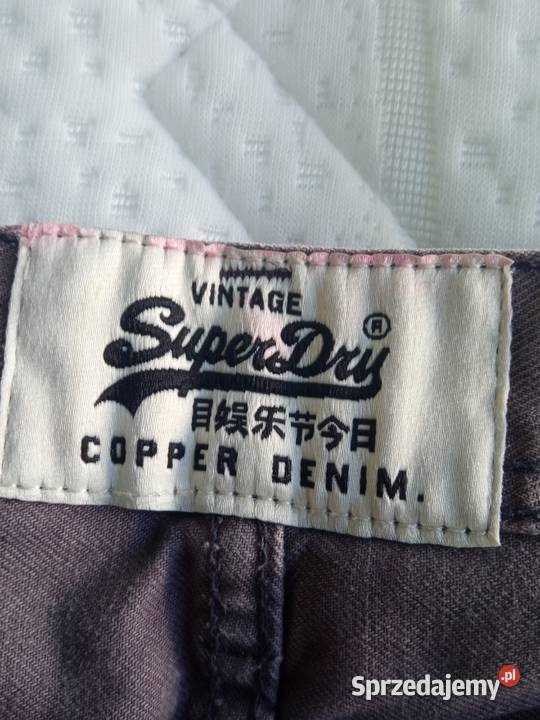 VINTAGE
SuperDry®
目娱乐节今日
COPPER DENIM.
Sprzedajemy.pl